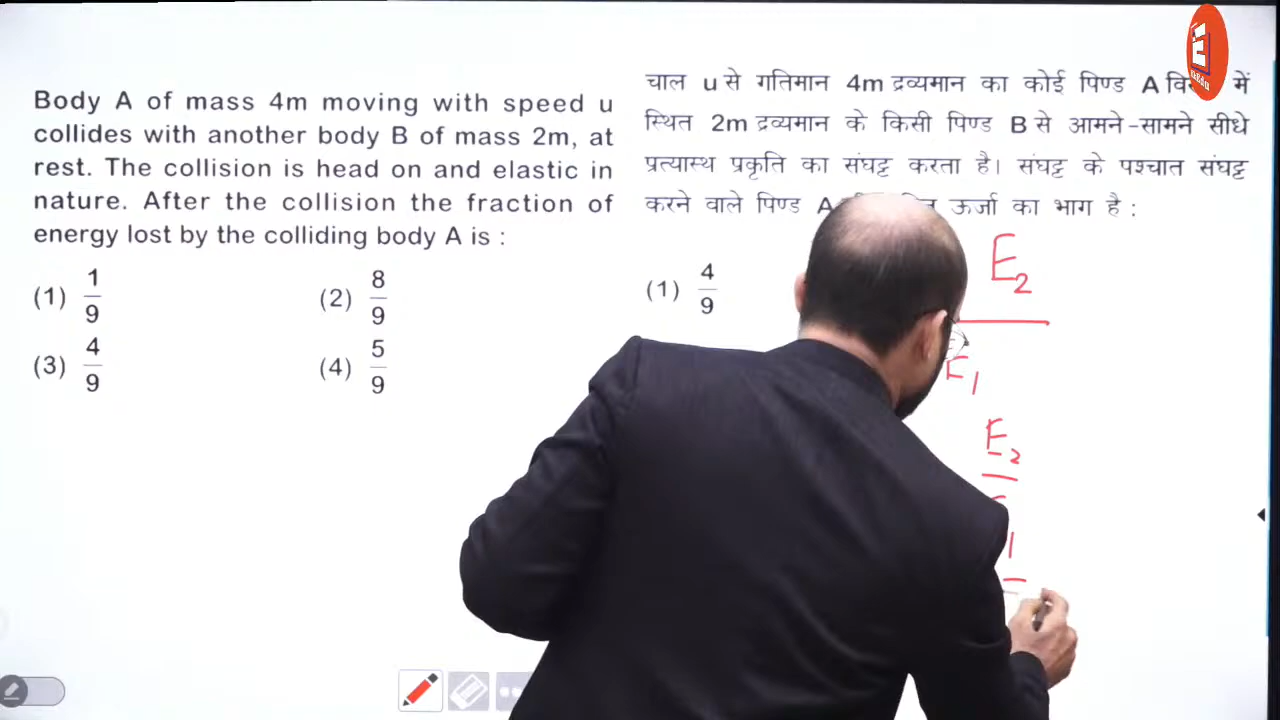 Body A of mass 4m moving with speed u
collides with another body B of mass 2m, at
rest. The collision is head on and elastic in
nature. After the collision the fraction of
energy lost by the colliding body A is :
(1) 1/9
(2) 8/9
(3) 4/9
(4) 5/9
चाल u से गतिमान 4m द्रव्यमान का कोई पिण्ड A में
स्थित 2m द्रव्यमान के किसी पिण्ड B से आमने-सामने सीधे
प्रत्यास्थ प्रकृति का संघट्ट करता है। संघट्ट के पश्चात संघट्ट
करने वाले पिण्ड A ऊर्जा का भाग है :
(1) 4/9
E₂
E₁
E₂
1